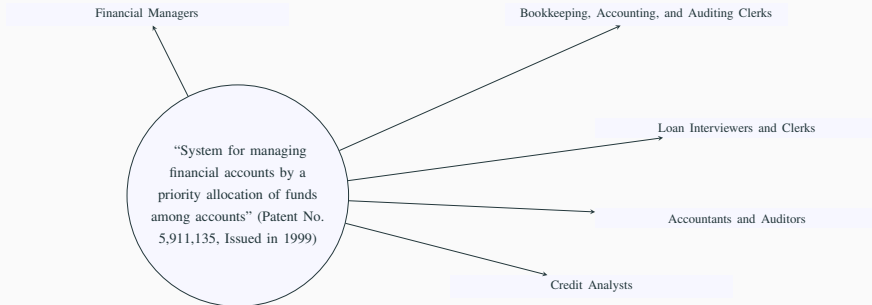 Financial Managers
Bookkeeping, Accounting, and Auditing Clerks
Loan Interviewers and Clerks
“System for managing
financial accounts by a
priority allocation of funds
among accounts” (Patent No.
5,911,135, Issued in 1999)
Accountants and Auditors
Credit Analysts